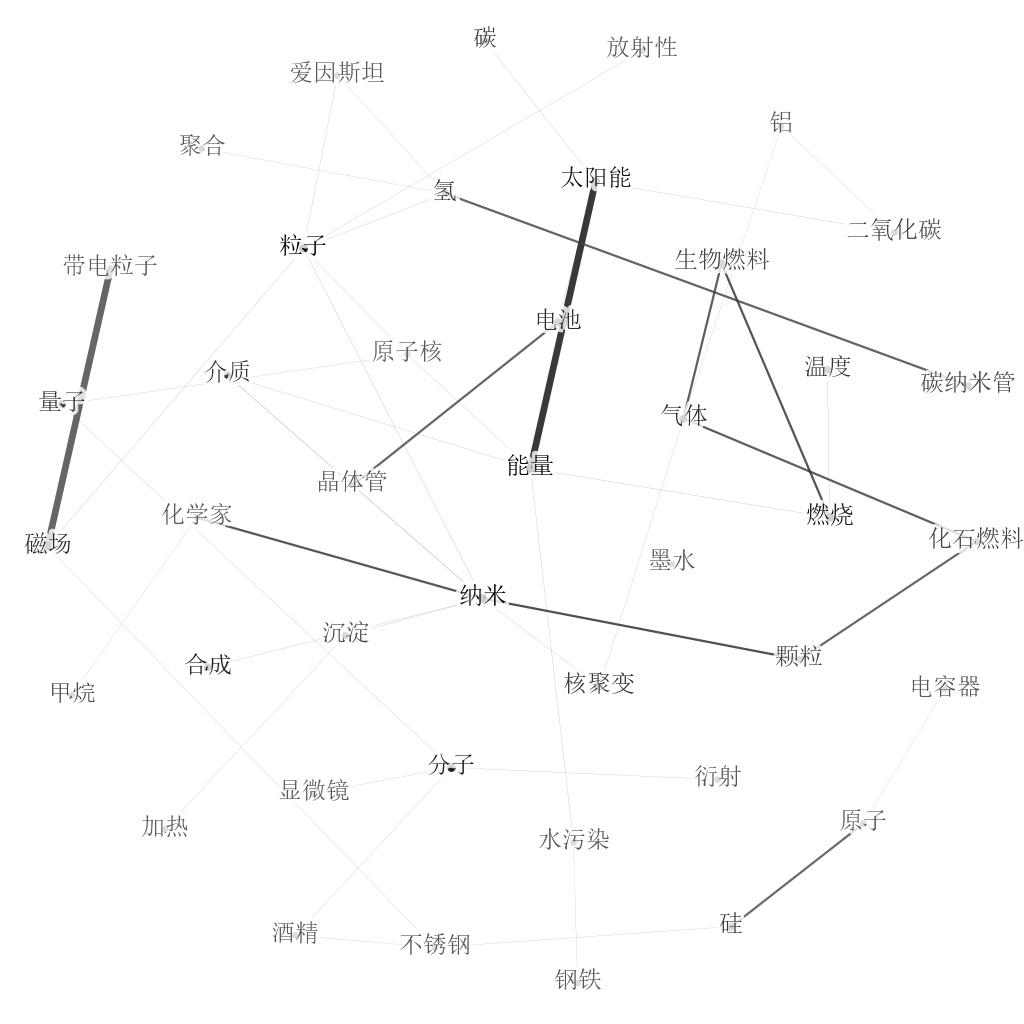 碳
放射性
爱因斯坦
铝
聚合
太阳能
氢
二氧化碳
粒子
生物燃料
带电粒子
电池
原子核
温度
介质
碳纳米管
量子
气体
能量
晶体管
化学家
燃烧
化石燃料
磁场
墨水
纳米
沉淀
颗粒
合成
核聚变
电容器
甲烷
分子
衍射
显微镜
原子
加热
水污染
硅
酒精
不锈钢
钢铁